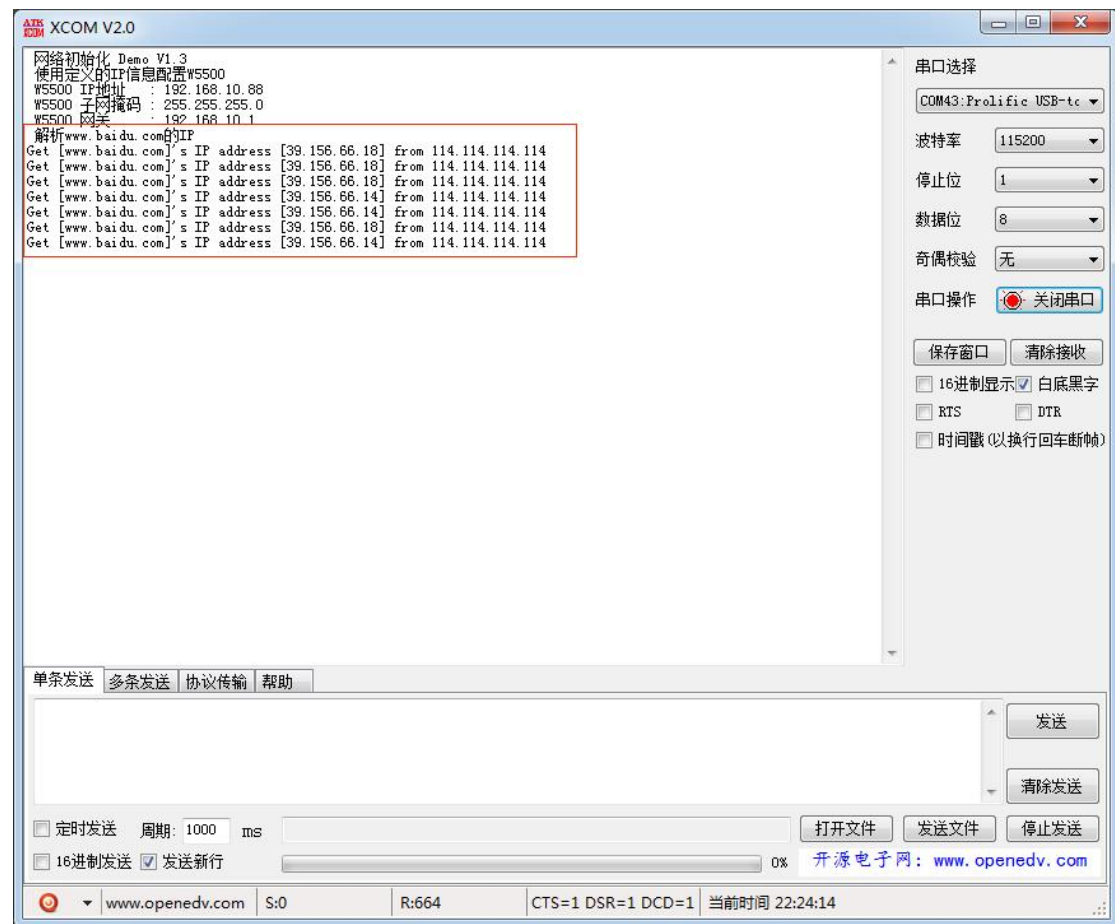 ATK XCOM XCOM V2.0
网络初始化 Demo V1.3
使用定义的IP信息配置W5500
W5500 IP地址 : 192.168.10.88
W5500 子网掩码 : 255.255.255.0
W5500 网关 : 192.168.10.1
解析www.baidu.com的IP
Get [www.baidu.com]'s IP address [39.156.66.18] from 114.114.114.114
Get [www.baidu.com]'s IP address [39.156.66.18] from 114.114.114.114
Get [www.baidu.com]'s IP address [39.156.66.18] from 114.114.114.114
Get [www.baidu.com]'s IP address [39.156.66.14] from 114.114.114.114
Get [www.baidu.com]'s IP address [39.156.66.14] from 114.114.114.114
Get [www.baidu.com]'s IP address [39.156.66.18] from 114.114.114.114
Get [www.baidu.com]'s IP address [39.156.66.14] from 114.114.114.114
串口选择
COM43:Prolific USB-to
波特率 115200
停止位 1
数据位 8
奇偶校验 无
串口操作 关闭串口
保存窗口 清除接收
16进制显示 白底黑字
RTS DTR
时间戳(以换行回车断帧)
单条发送 多条发送 协议传输 帮助
发送
清除发送
定时发送 周期: 1000 ms 打开文件 发送文件 停止发送
16进制发送 发送新行 0% 开源电子网: www.openedv.com
www.openedv.com S:0 R:664 CTS=1 DSR=1 DCD=1 当前时间 22:24:14